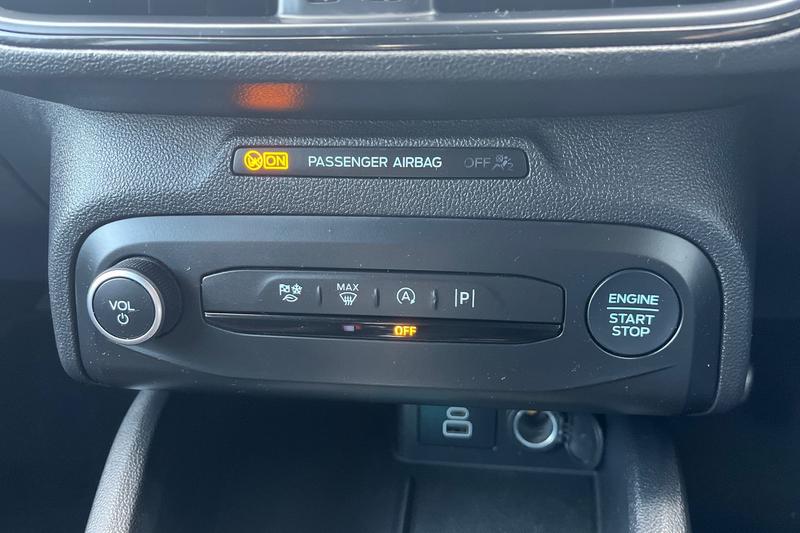 ON PASSENGER AIRBAG OFF
VOL
MAX
A
P
OFF
ENGINE
START
STOP